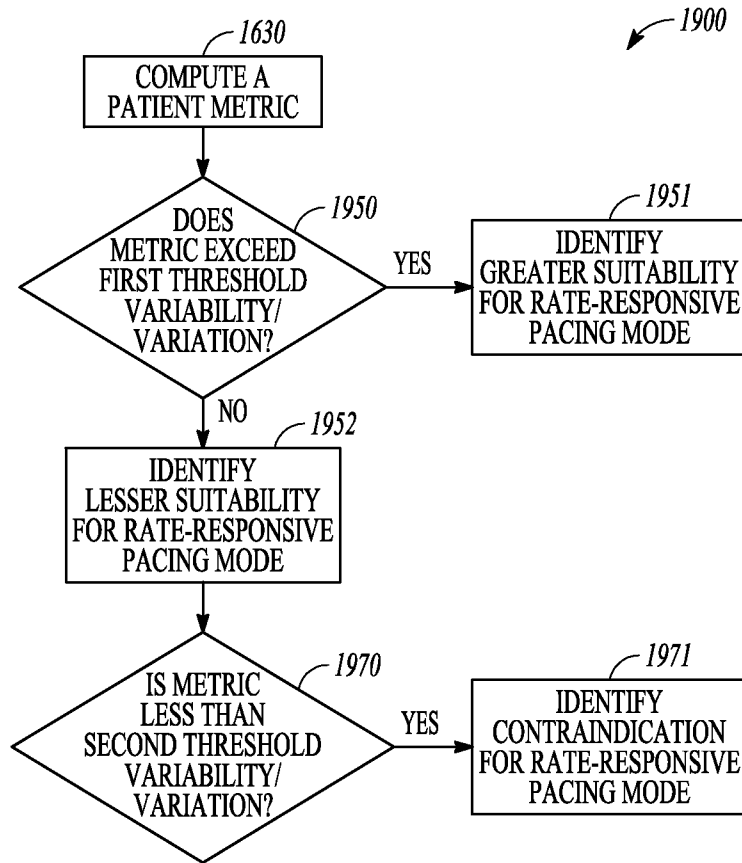 1630
1900
COMPUTE A
PATIENT METRIC
1950
DOES
METRIC EXCEED
FIRST THRESHOLD
VARIABILITY/
VARIATION?
YES
1951
IDENTIFY
GREATER SUITABILITY
FOR RATE-RESPONSIVE
PACING MODE
NO
1952
IDENTIFY
LESSER SUITABILITY
FOR RATE-RESPONSIVE
PACING MODE
1970
IS METRIC
LESS THAN
SECOND THRESHOLD
VARIABILITY/
VARIATION?
YES
1971
IDENTIFY
CONTRAINDICATION
FOR RATE-RESPONSIVE
PACING MODE